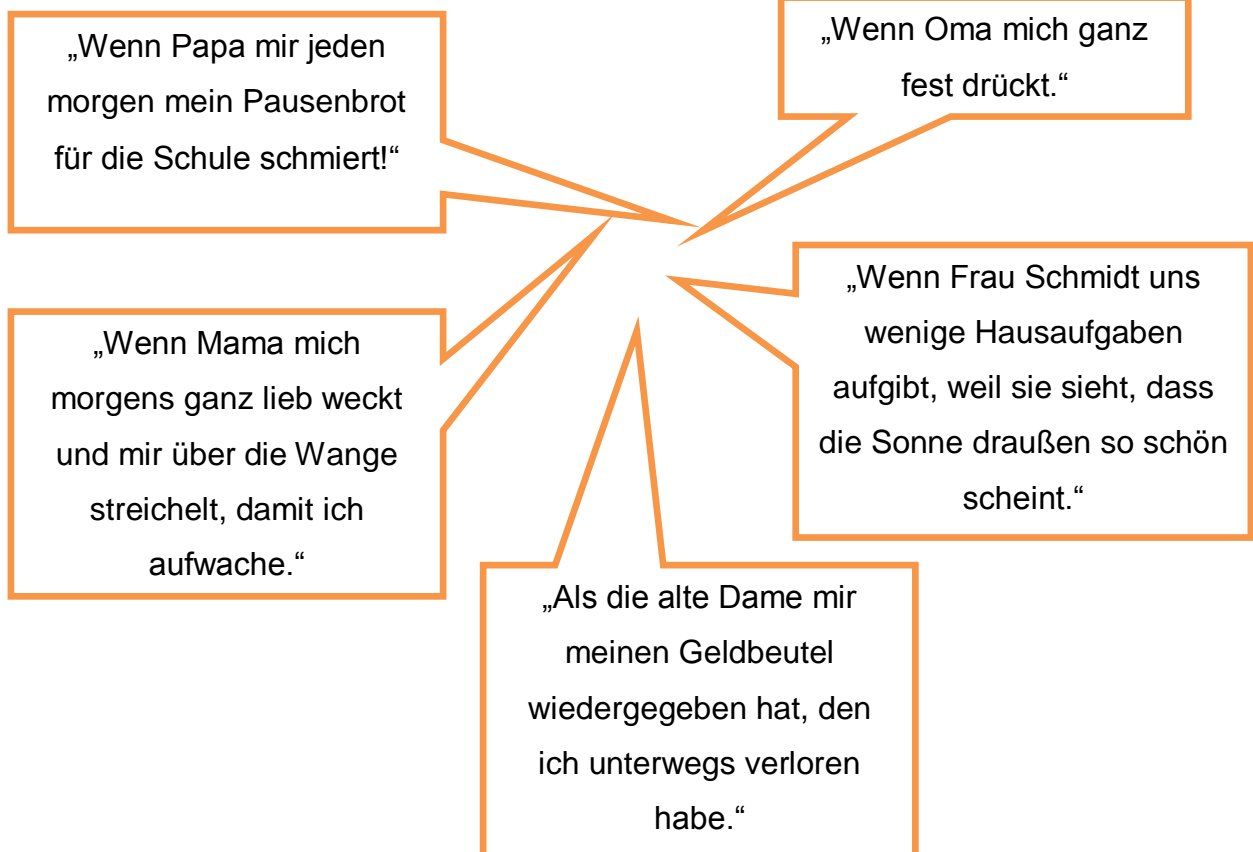 „Wenn Papa mir jeden
morgen mein Pausenbrot
für die Schule schmiert!“
„Wenn Oma mich ganz
fest drückt.“
„Wenn Mama mich
morgens ganz lieb weckt
und mir über die Wange
streichelt, damit ich
aufwache.“
„Wenn Frau Schmidt uns
wenige Hausaufgaben
aufgibt, weil sie sieht, dass
die Sonne draußen so schön
scheint.“
„Als die alte Dame mir
meinen Geldbeutel
wiedergegeben hat, den
ich unterwegs verloren
habe.“